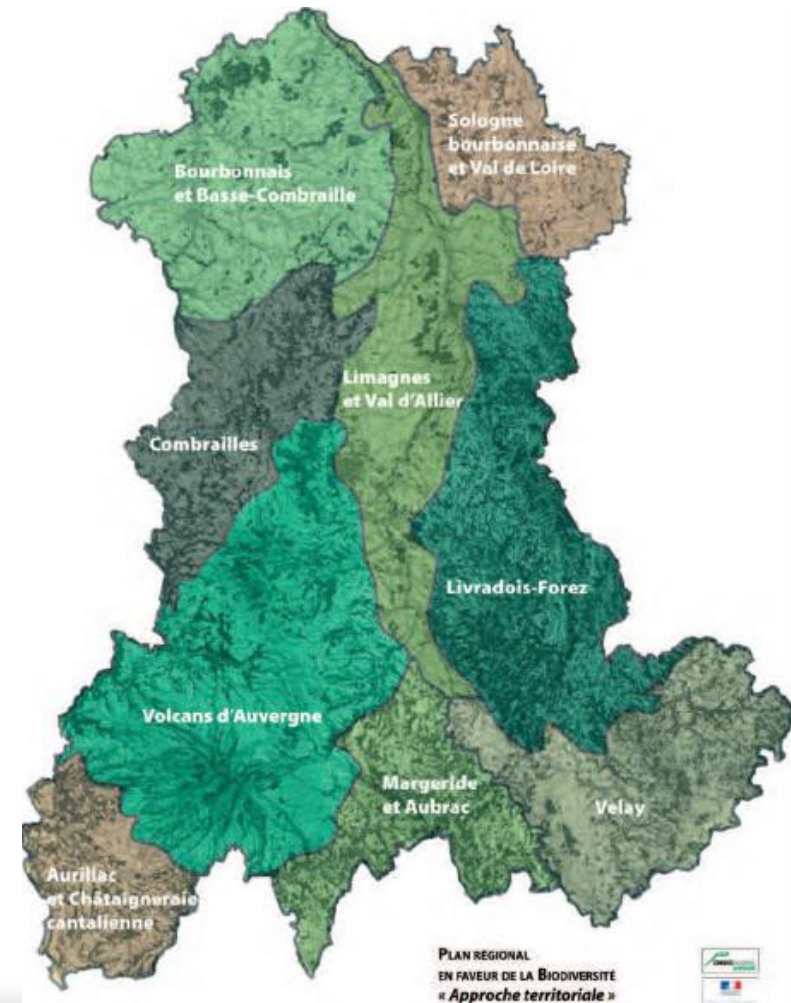 Sologne
bourbonnaise
et Val de Loire
Bourbonnais
et Basse-Combraille
Limagnes
et Val d'Allier
Combrailles
Livradois-Forez
Volcans d'Auvergne
Margeride
et Aubrac
Velay
Aurillac
et Châtaigneraie
cantalienne
PLAN RÉGIONAL
EN FAVEUR DE LA BIODIVERSITÉ
« Approche territoriale »